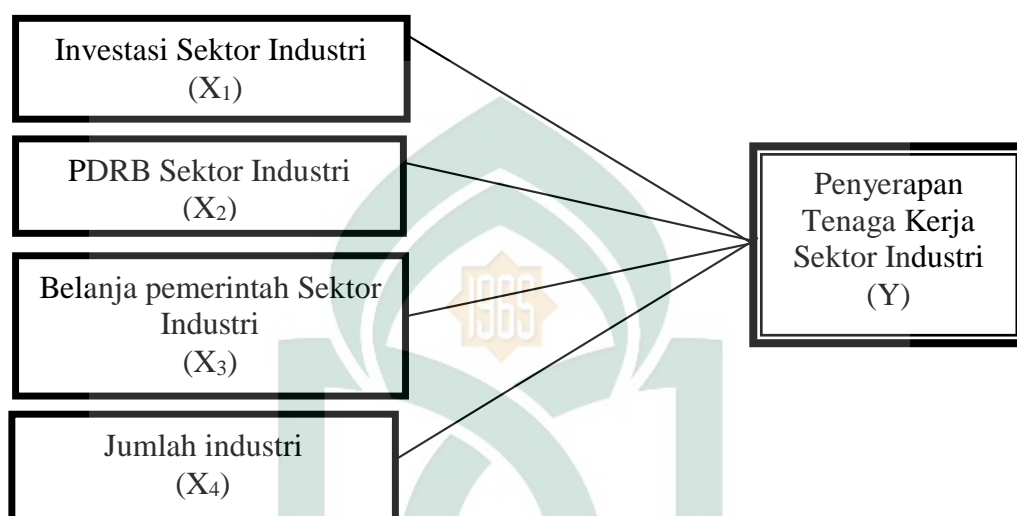 Investasi Sektor Industri
(X₁)
PDRB Sektor Industri
(X₂)
Belanja pemerintah Sektor
Industri
(X₃)
Jumlah industri
(X₄)
Penyerapan
Tenaga Kerja
Sektor Industri
(Y)
1965